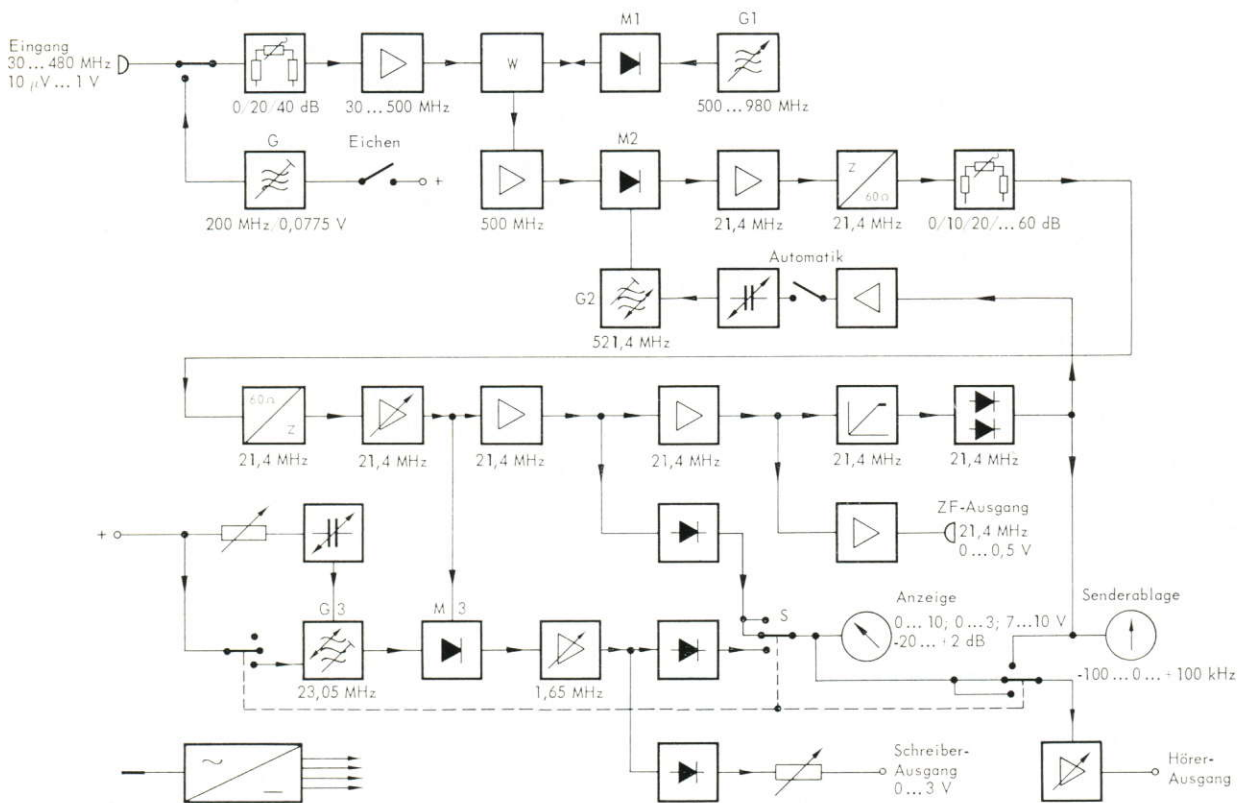 M1
G1
Eingang
30...480 MHz
10 µV...1 V
W
0/20/40 dB
30...500 MHz
500...980 MHz
G
Eichen
M2
+
Z
60Ω
200 MHz/0,0775 V
500 MHz
21,4 MHz
21,4 MHz
0/10/20/...60 dB
Automatik
G2
521,4 MHz
60Ω
Z
21,4 MHz
21,4 MHz
21,4 MHz
21,4 MHz
21,4 MHz
21,4 MHz
ZF-Ausgang
21,4 MHz
0...0,5 V
+
G 3
M 3
S
Anzeige
0...10; 0...3; 7...10 V
-20...+2 dB
Senderablage
-100...0...+100 kHz
23,05 MHz
1,65 MHz
Schreiber-
Ausgang
0...3 V
Hörer-
Ausgang